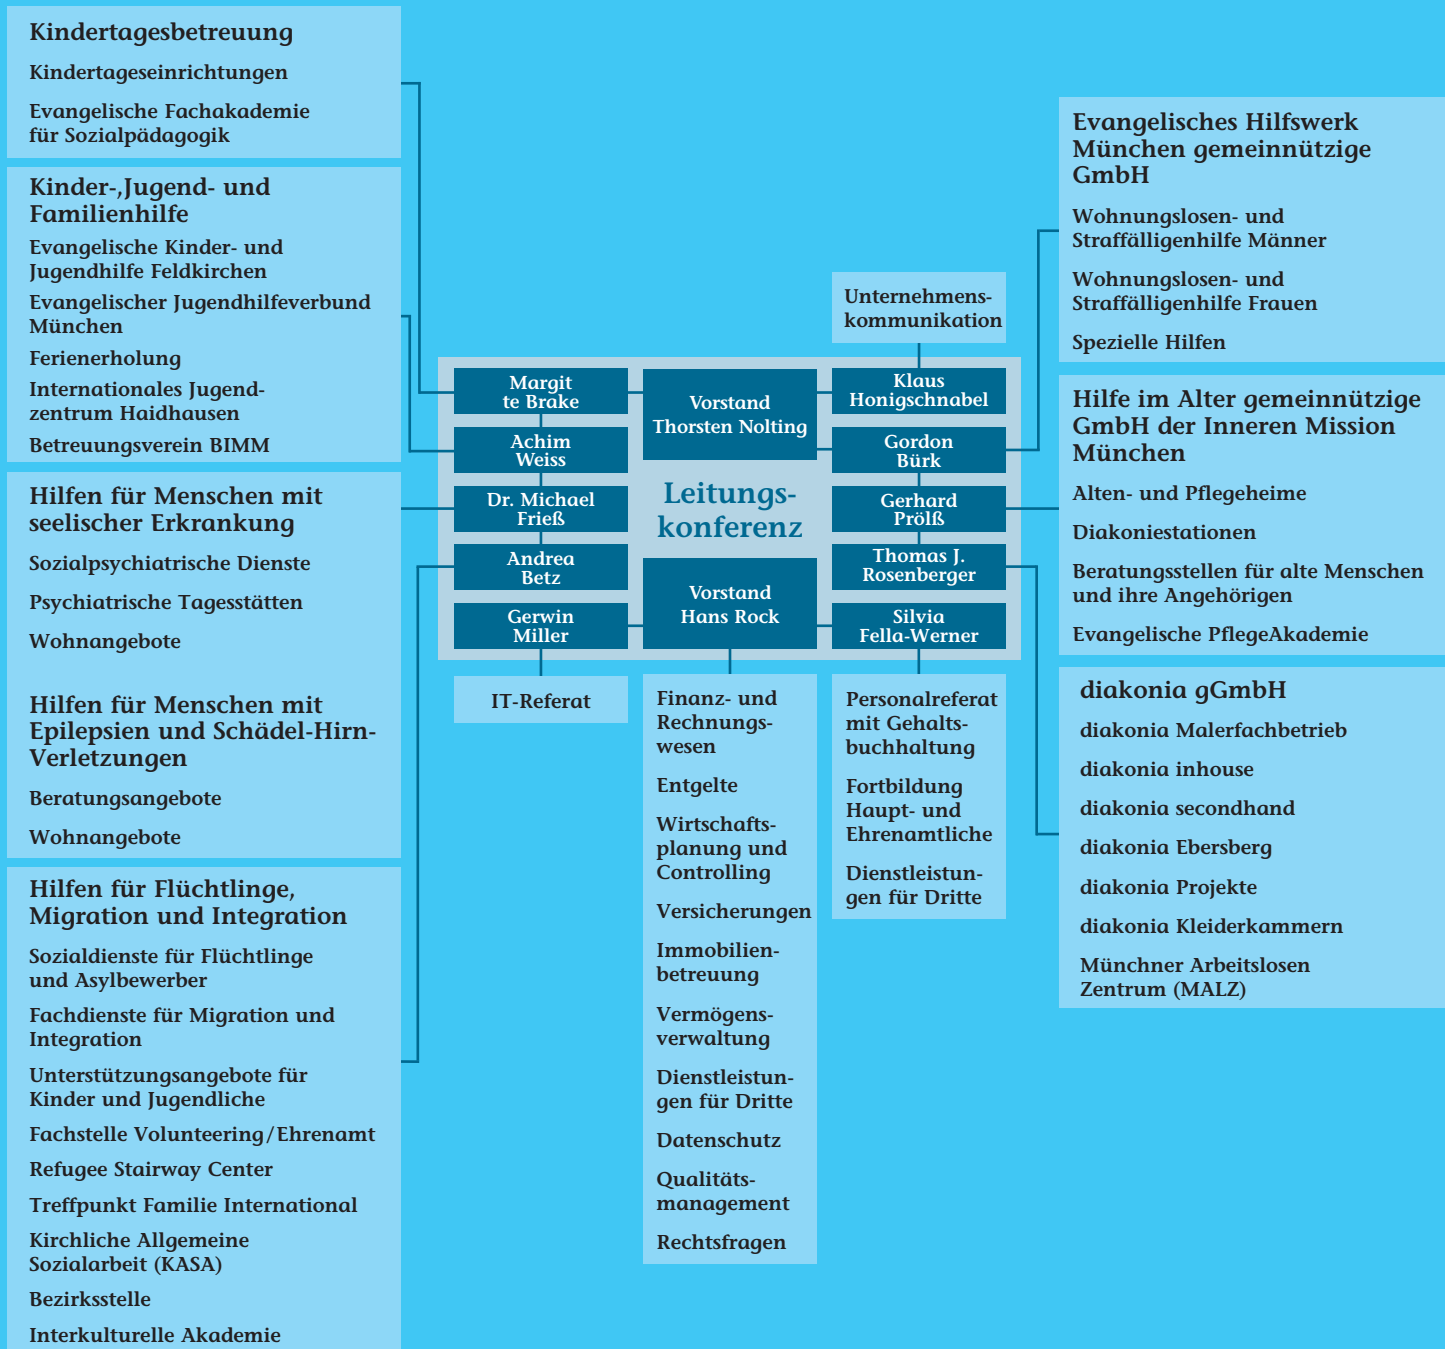 Kindertagesbetreuung
Kindertageseinrichtungen
Evangelische Fachakademie
für Sozialpädagogik
Kinder-,Jugend- und
Familienhilfe
Evangelische Kinder- und
Jugendhilfe Feldkirchen
Evangelischer Jugendhilfeverbund
München
Ferienerholung
Internationales Jugend-
zentrum Haidhausen
Betreuungsverein BIMM
Hilfen für Menschen mit
seelischer Erkrankung
Sozialpsychiatrische Dienste
Psychiatrische Tagesstätten
Wohnangebote
Hilfen für Menschen mit
Epilepsien und Schädel-Hirn-
Verletzungen
Beratungsangebote
Wohnangebote
Hilfen für Flüchtlinge,
Migration und Integration
Sozialdienste für Flüchtlinge
und Asylbewerber
Fachdienste für Migration und
Integration
Unterstützungsangebote für
Kinder und Jugendliche
Fachstelle Volunteering/Ehrenamt
Refugee Stairway Center
Treffpunkt Familie International
Kirchliche Allgemeine
Sozialarbeit (KASA)
Bezirksstelle
Interkulturelle Akademie
Margit
te Brake
Achim
Weiss
Dr. Michael
Frieß
Andrea
Betz
Gerwin
Miller
IT-Referat
Vorstand
Thorsten Nolting
Leitungs-
konferenz
Vorstand
Hans Rock
Finanz- und
Rechnungs-
wesen
Entgelte
Wirtschafts-
planung und
Controlling
Versicherungen
Immobilien-
betreuung
Vermögens-
verwaltung
Dienstleistun-
gen für Dritte
Datenschutz
Qualitäts-
management
Rechtsfragen
Unternehmens-
kommunikation
Klaus
Honigschnabel
Gordon
Bürk
Gerhard
Prölß
Thomas J.
Rosenberger
Silvia
Fella-Werner
Personalreferat
mit Gehalts-
buchhaltung
Fortbildung
Haupt- und
Ehrenamtliche
Dienstleistun-
gen für Dritte
Evangelisches Hilfswerk
München gemeinnützige
GmbH
Wohnungslosen- und
Straffälligenhilfe Männer
Wohnungslosen- und
Straffälligenhilfe Frauen
Spezielle Hilfen
Hilfe im Alter gemeinnützige
GmbH der Inneren Mission
München
Alten- und Pflegeheime
Diakoniestationen
Beratungsstellen für alte Menschen
und ihre Angehörigen
Evangelische PflegeAkademie
diakonia gGmbH
diakonia Malerfachbetrieb
diakonia inhouse
diakonia secondhand
diakonia Ebersberg
diakonia Projekte
diakonia Kleiderkammern
Münchner Arbeitslosen
Zentrum (MALZ)